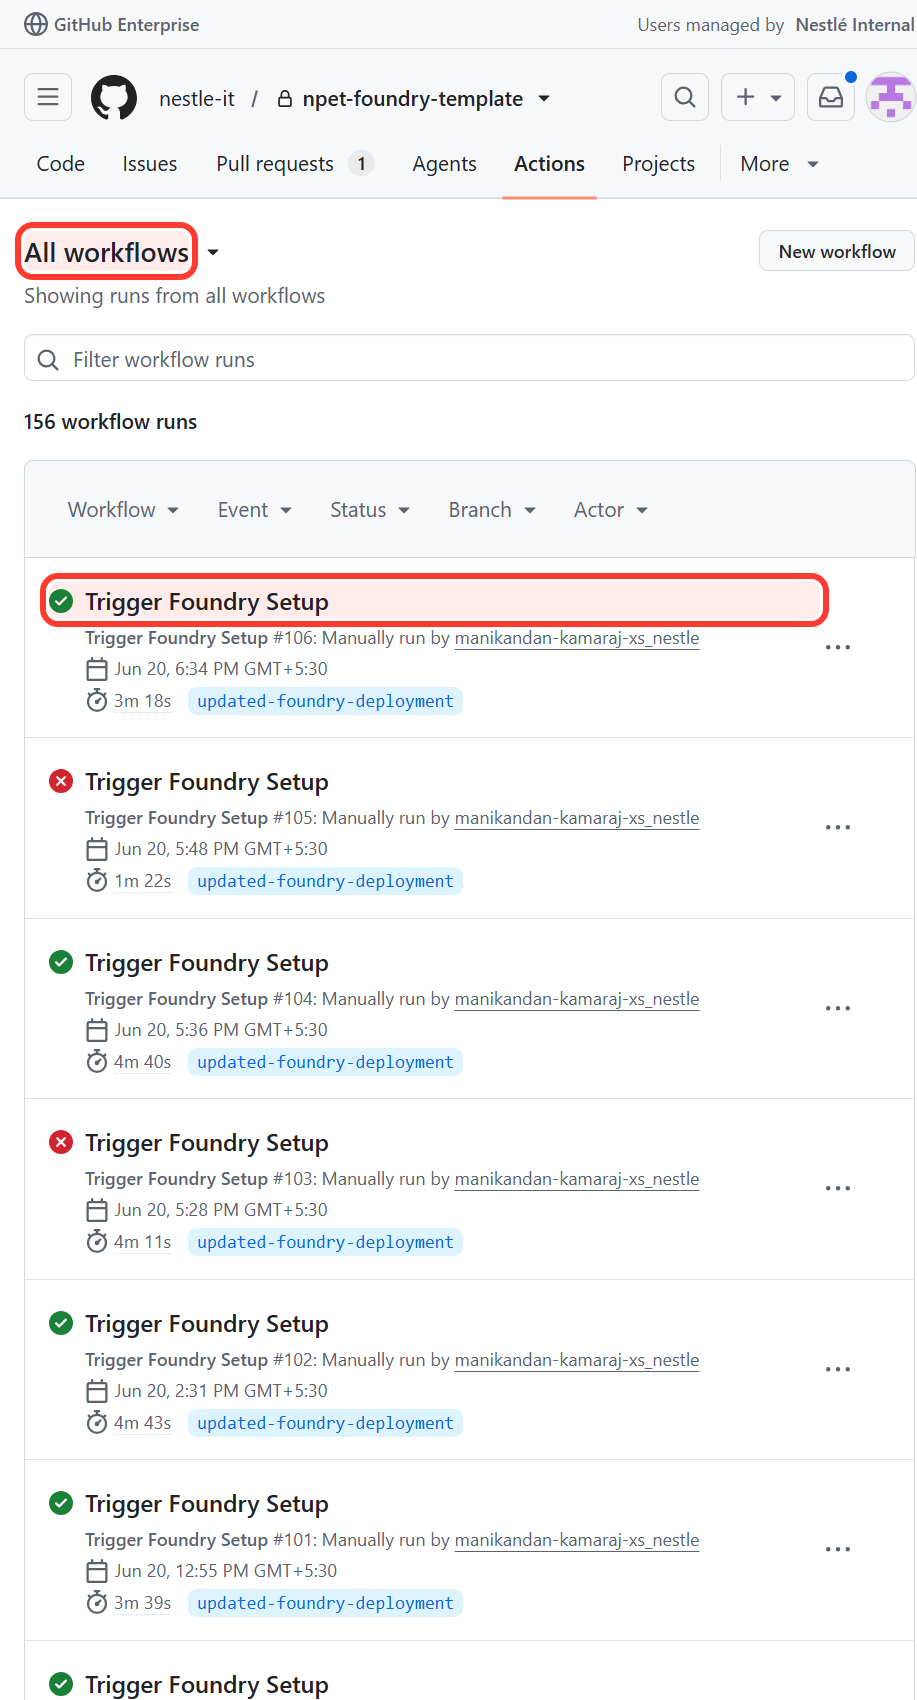 GitHub Enterprise Users managed by Nestlé Internal
nestle-it / npet-foundry-template
Code Issues Pull requests 1 Agents Actions Projects More
All workflows New workflow
Showing runs from all workflows
Filter workflow runs
156 workflow runs
Workflow Event Status Branch Actor
Trigger Foundry Setup
Trigger Foundry Setup #106: Manually run by manikandan-kamaraj-xs_nestle
Jun 20, 6:34 PM GMT+5:30
3m 18s updated-foundry-deployment
Trigger Foundry Setup
Trigger Foundry Setup #105: Manually run by manikandan-kamaraj-xs_nestle
Jun 20, 5:48 PM GMT+5:30
1m 22s updated-foundry-deployment
Trigger Foundry Setup
Trigger Foundry Setup #104: Manually run by manikandan-kamaraj-xs_nestle
Jun 20, 5:36 PM GMT+5:30
4m 40s updated-foundry-deployment
Trigger Foundry Setup
Trigger Foundry Setup #103: Manually run by manikandan-kamaraj-xs_nestle
Jun 20, 5:28 PM GMT+5:30
4m 11s updated-foundry-deployment
Trigger Foundry Setup
Trigger Foundry Setup #102: Manually run by manikandan-kamaraj-xs_nestle
Jun 20, 2:31 PM GMT+5:30
4m 43s updated-foundry-deployment
Trigger Foundry Setup
Trigger Foundry Setup #101: Manually run by manikandan-kamaraj-xs_nestle
Jun 20, 12:55 PM GMT+5:30
3m 39s updated-foundry-deployment
Trigger Foundry Setup